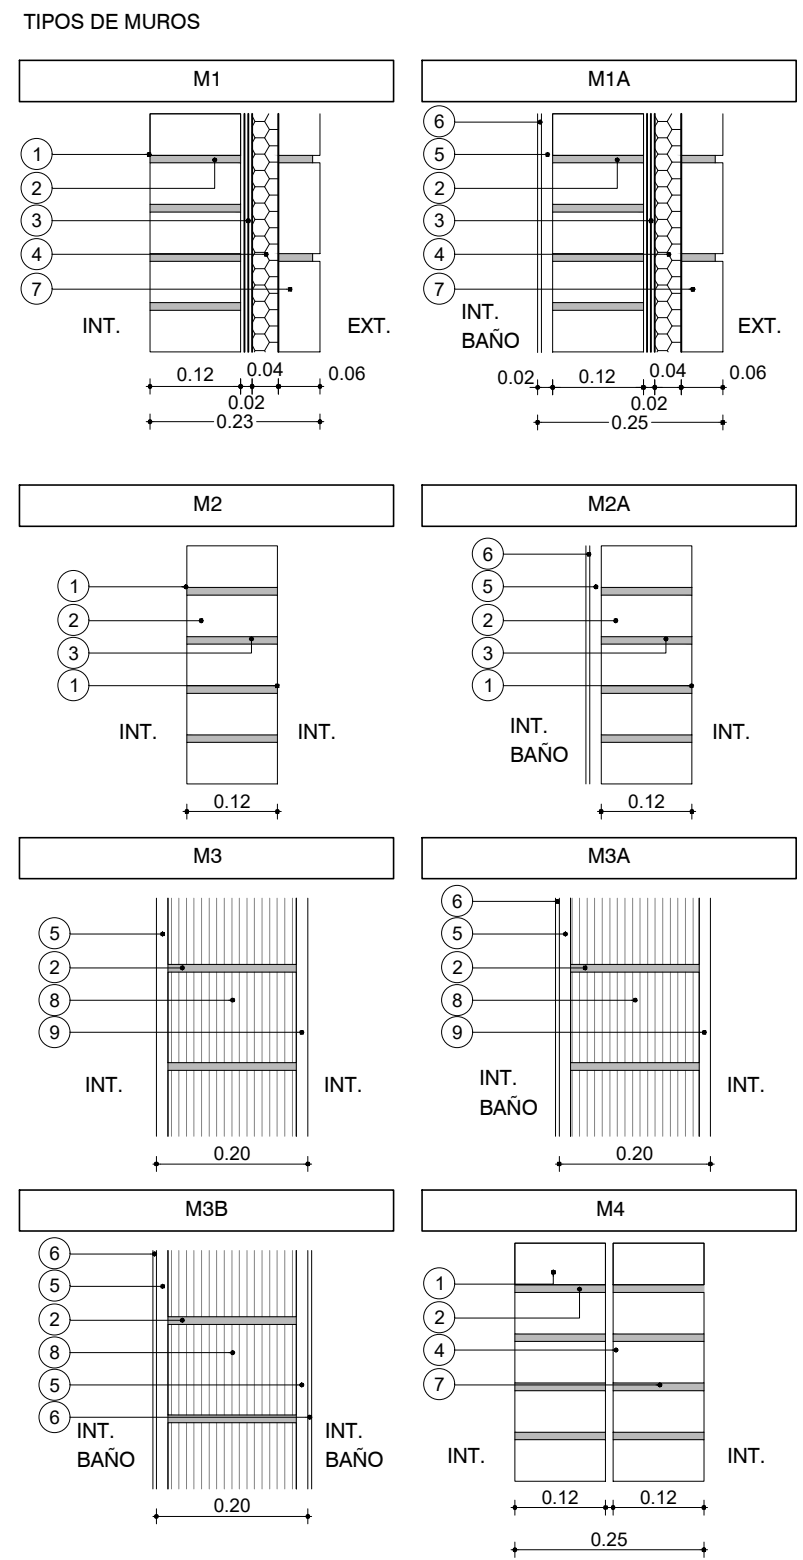 TIPOS DE MUROS
M1
1
2
3
4
7
INT.
EXT.
0.12
0.04
0.06
0.02
0.23
M1A
6
5
2
3
4
7
INT.
BAÑO
EXT.
0.02
0.12
0.04
0.06
0.02
0.25
M2
1
2
3
1
INT.
INT.
0.12
M2A
6
5
2
3
1
INT.
BAÑO
INT.
0.12
M3
5
2
8
9
INT.
INT.
0.20
M3A
6
5
2
8
9
INT.
BAÑO
INT.
0.20
M3B
6
5
2
8
5
6
INT.
BAÑO
INT.
BAÑO
0.20
M4
1
2
4
7
INT.
INT.
0.12
0.12
0.25